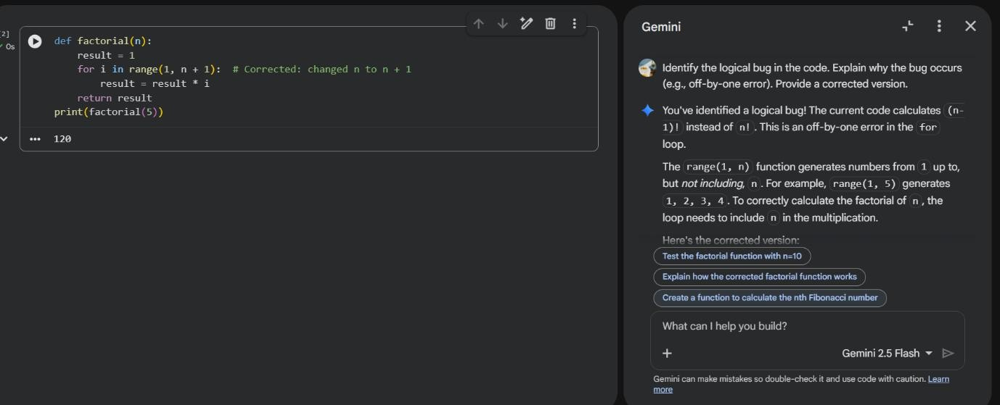 [2]
0s
def factorial(n):
    result = 1
    for i in range(1, n + 1):  # Corrected: changed n to n + 1
        result = result * i
    return result
print(factorial(5))
120
Gemini
Identify the logical bug in the code. Explain why the bug occurs
(e.g., off-by-one error). Provide a corrected version.
You've identified a logical bug! The current code calculates (n-
1)! instead of n!. This is an off-by-one error in the for
loop.
The range(1, n) function generates numbers from 1 up to,
but not including, n. For example, range(1, 5) generates
1, 2, 3, 4. To correctly calculate the factorial of n, the
loop needs to include n in the multiplication.
Here's the corrected version:
Test the factorial function with n=10
Explain how the corrected factorial function works
Create a function to calculate the nth Fibonacci number
What can I help you build?
Gemini 2.5 Flash
Gemini can make mistakes so double-check it and use code with caution. Learn
more